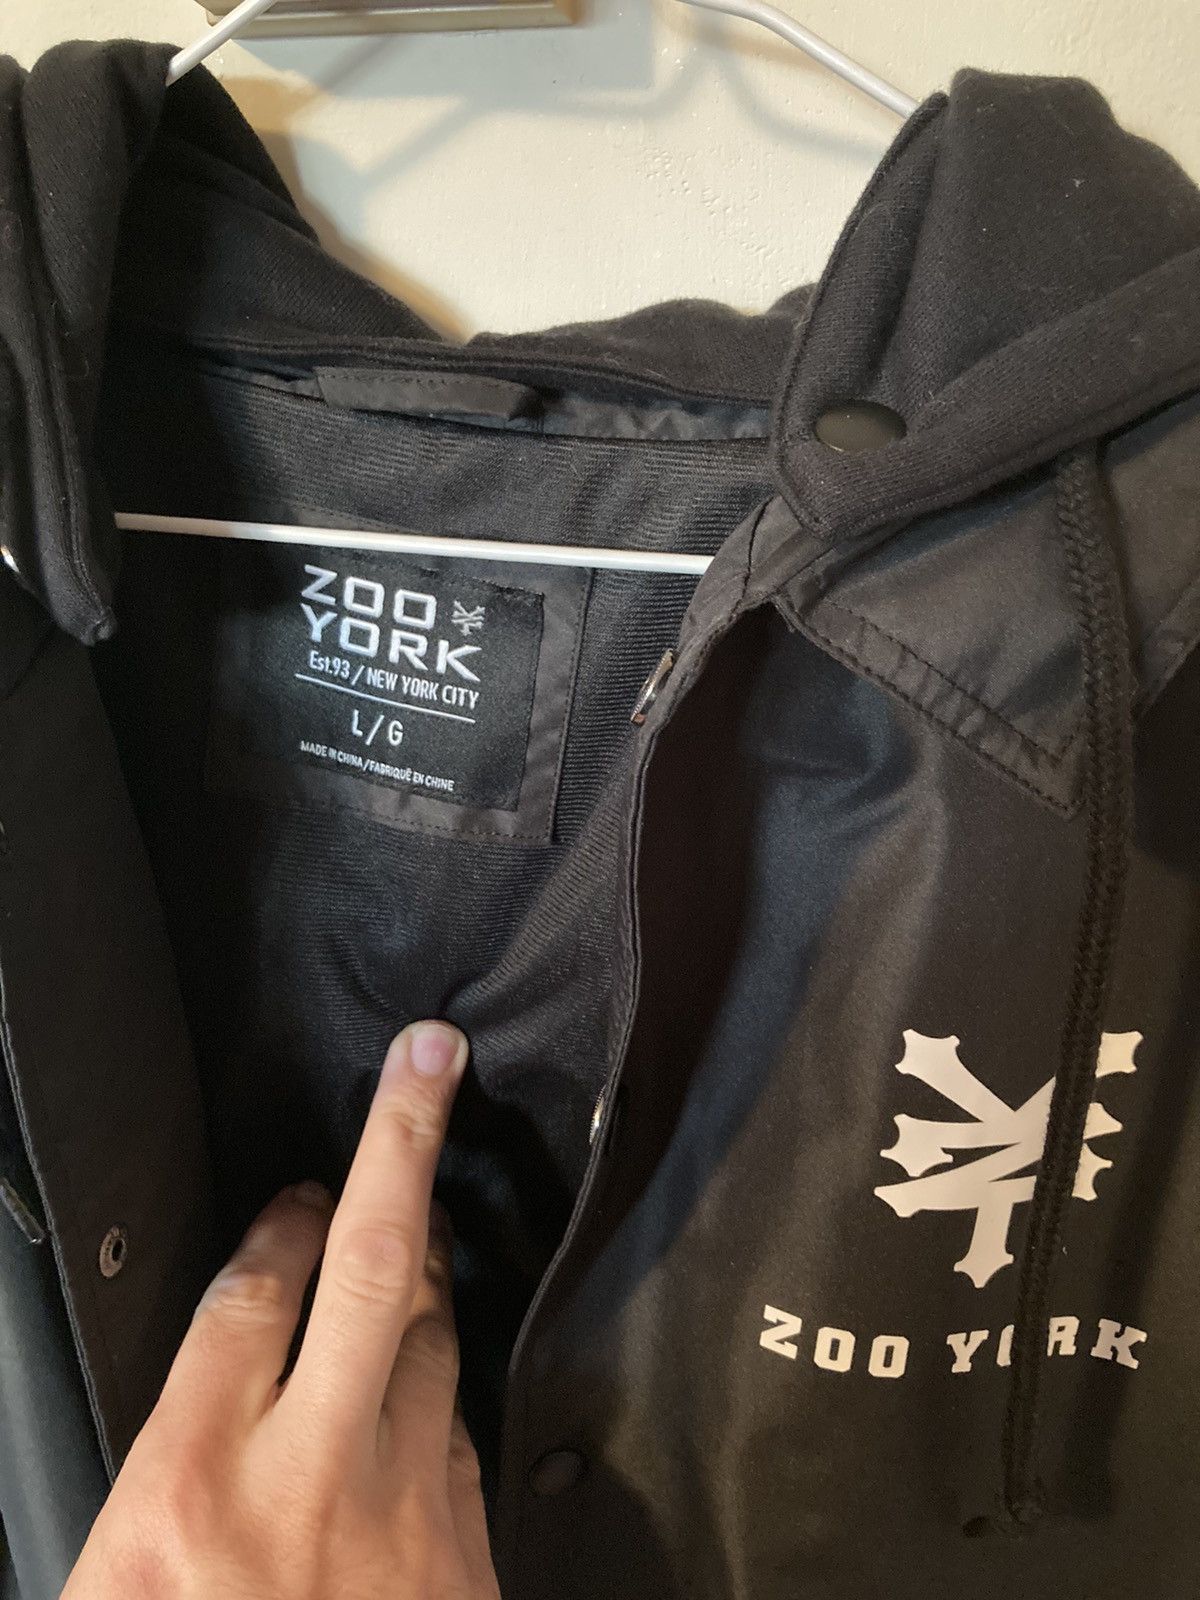 ZOO
YORK
Est.93 / NEW YORK CITY
L/G
MADE IN CHINA/FABRIQUÉ EN CHINE
ZOO YORK